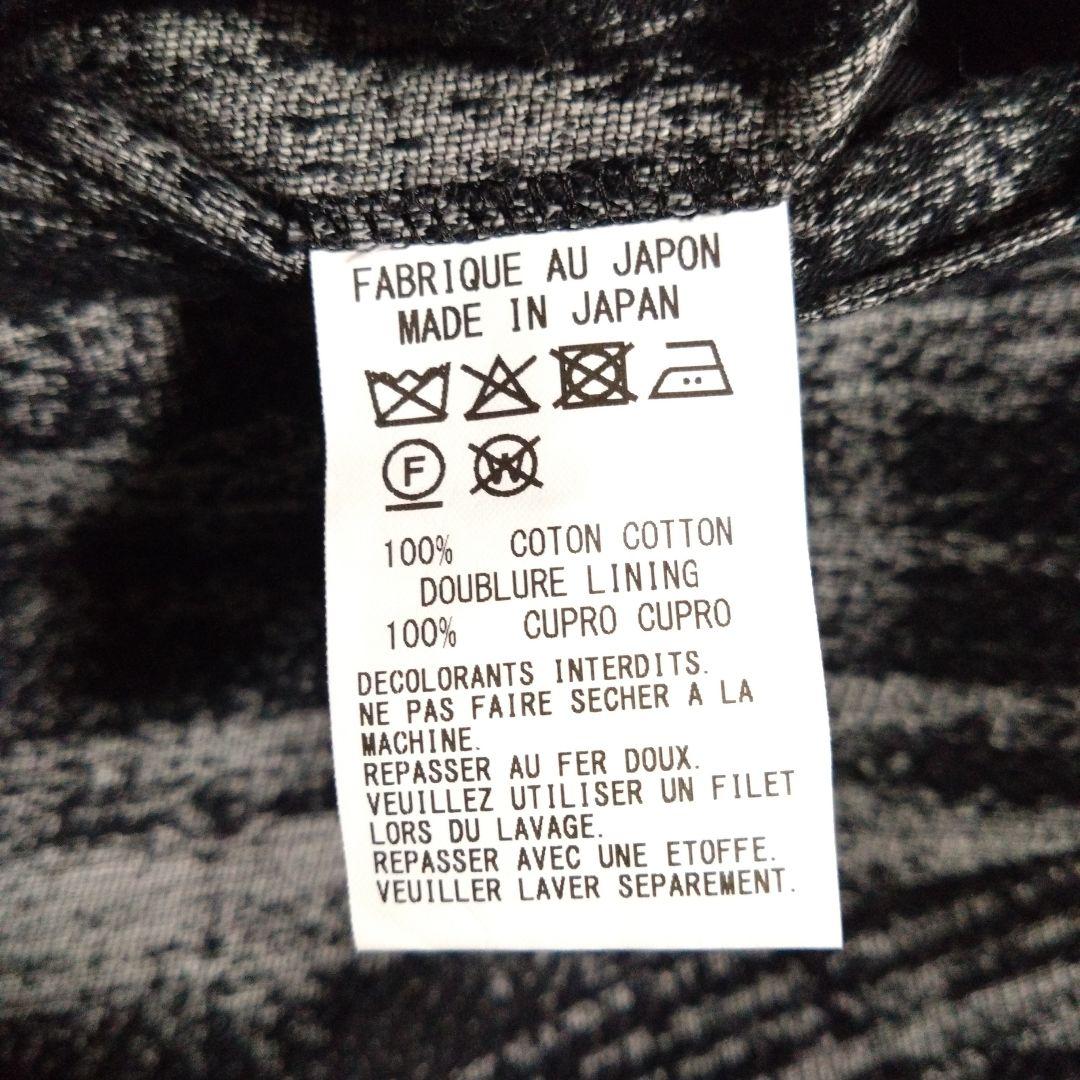 FABRIQUE AU JAPON
MADE IN JAPAN
F W
100% COTON COTTON
DOUBLURE LINING
100% CUPRO CUPRO
DECOLORANTS INTERDITS.
NE PAS FAIRE SECHER A LA
MACHINE.
REPASSER AU FER DOUX.
VEUILLEZ UTILISER UN FILET
LORS DU LAVAGE.
REPASSER AVEC UNE ETOFFE.
VEUILLER LAVER SEPAREMENT.